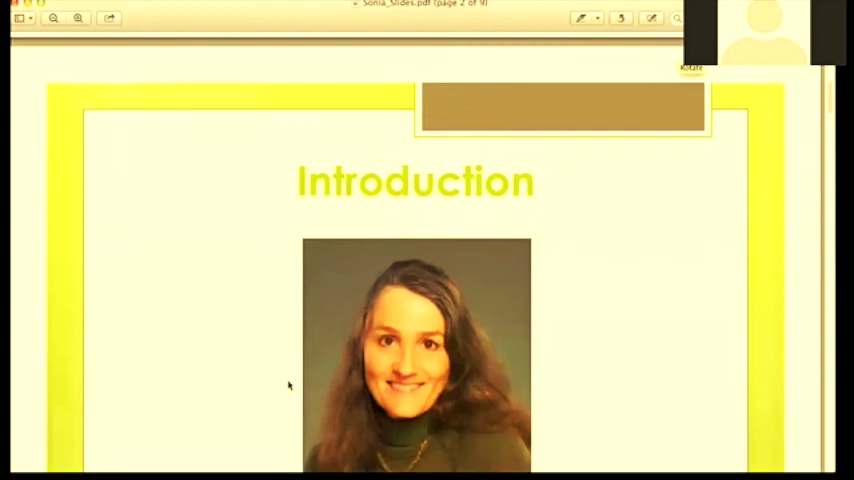 Sonia_Slides.pdf (page 2 of 9)
Introduction